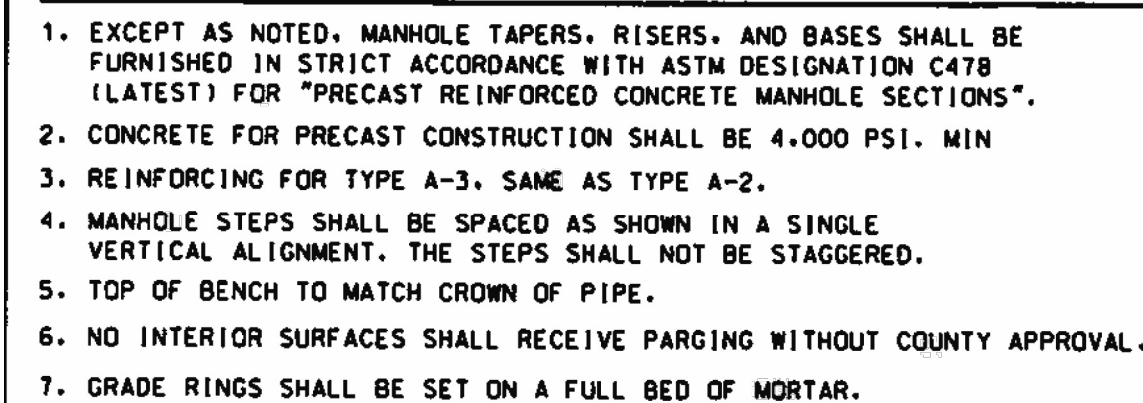 1. EXCEPT AS NOTED, MANHOLE TAPERS, RISERS, AND BASES SHALL BE
FURNISHED IN STRICT ACCORDANCE WITH ASTM DESIGNATION C478
(LATEST) FOR "PRECAST REINFORCED CONCRETE MANHOLE SECTIONS".
2. CONCRETE FOR PRECAST CONSTRUCTION SHALL BE 4,000 PSI. MIN
3. REINFORCING FOR TYPE A-3, SAME AS TYPE A-2.
4. MANHOLE STEPS SHALL BE SPACED AS SHOWN IN A SINGLE
VERTICAL ALIGNMENT. THE STEPS SHALL NOT BE STAGGERED.
5. TOP OF BENCH TO MATCH CROWN OF PIPE.
6. NO INTERIOR SURFACES SHALL RECEIVE PARGING WITHOUT COUNTY APPROVAL.
7. GRADE RINGS SHALL BE SET ON A FULL BED OF MORTAR.